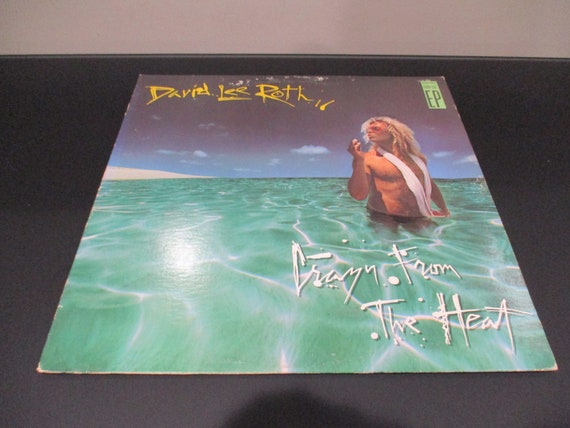 David Lee Roth
EP
Crazy From
The Heat